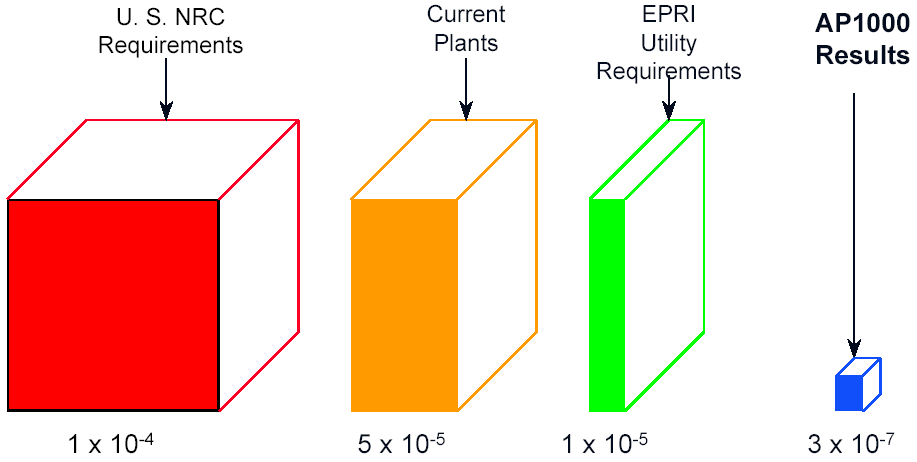 U. S. NRC
Requirements
Current
Plants
EPRI
Utility
Requirements
AP1000
Results
1 x 10⁻⁴
5 x 10⁻⁵
1 x 10⁻⁵
3 x 10⁻⁷